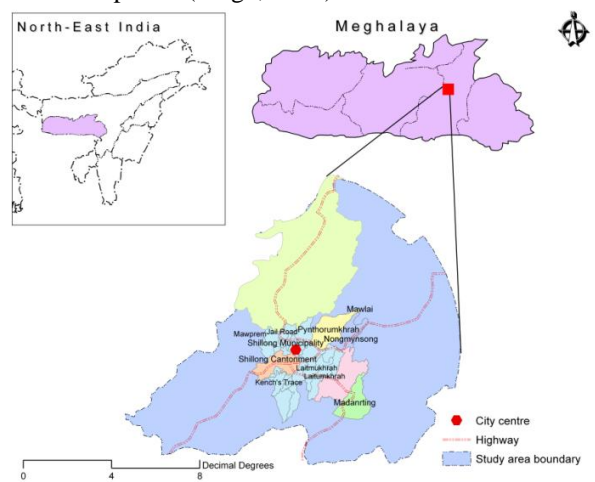 North-East India
Meghalaya
Mawlai
Mawprem
Jail Road
Pynthorumkhrah
Shillong Municipality
Nongmynsong
Shillong Cantonment
Laitmukhrah
Laitumkhrah
Kench's Trace
Madanrting
City centre
Highway
Study area boundary
0 4 8 Decimal Degrees